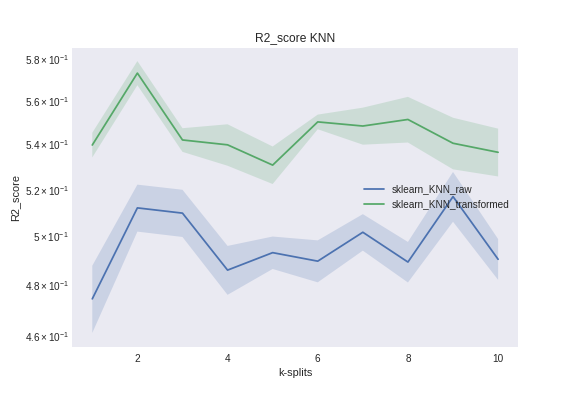 R2_score KNN
5.8 × 10⁻¹
5.6 × 10⁻¹
5.4 × 10⁻¹
5.2 × 10⁻¹
5 × 10⁻¹
4.8 × 10⁻¹
4.6 × 10⁻¹
R2_score
sklearn_KNN_raw
sklearn_KNN_transformed
2 4 6 8 10
k-splits